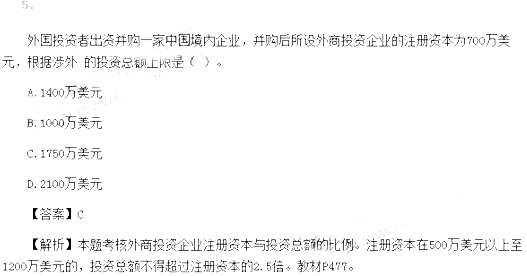 5.
外国投资者出资并购一家中国境内企业，并购后所设外商投资企业的注册资本为700万美
元，根据涉外 的投资总额上限是（ ）。
A.1400万美元
B.1000万美元
C.1750万美元
D.2100万美元
【答案】C
【解析】本题考核外商投资企业注册资本与投资总额的比例。注册资本在500万美元以上至
1200万美元的，投资总额不得超过注册资本的2.5倍。教材P477。